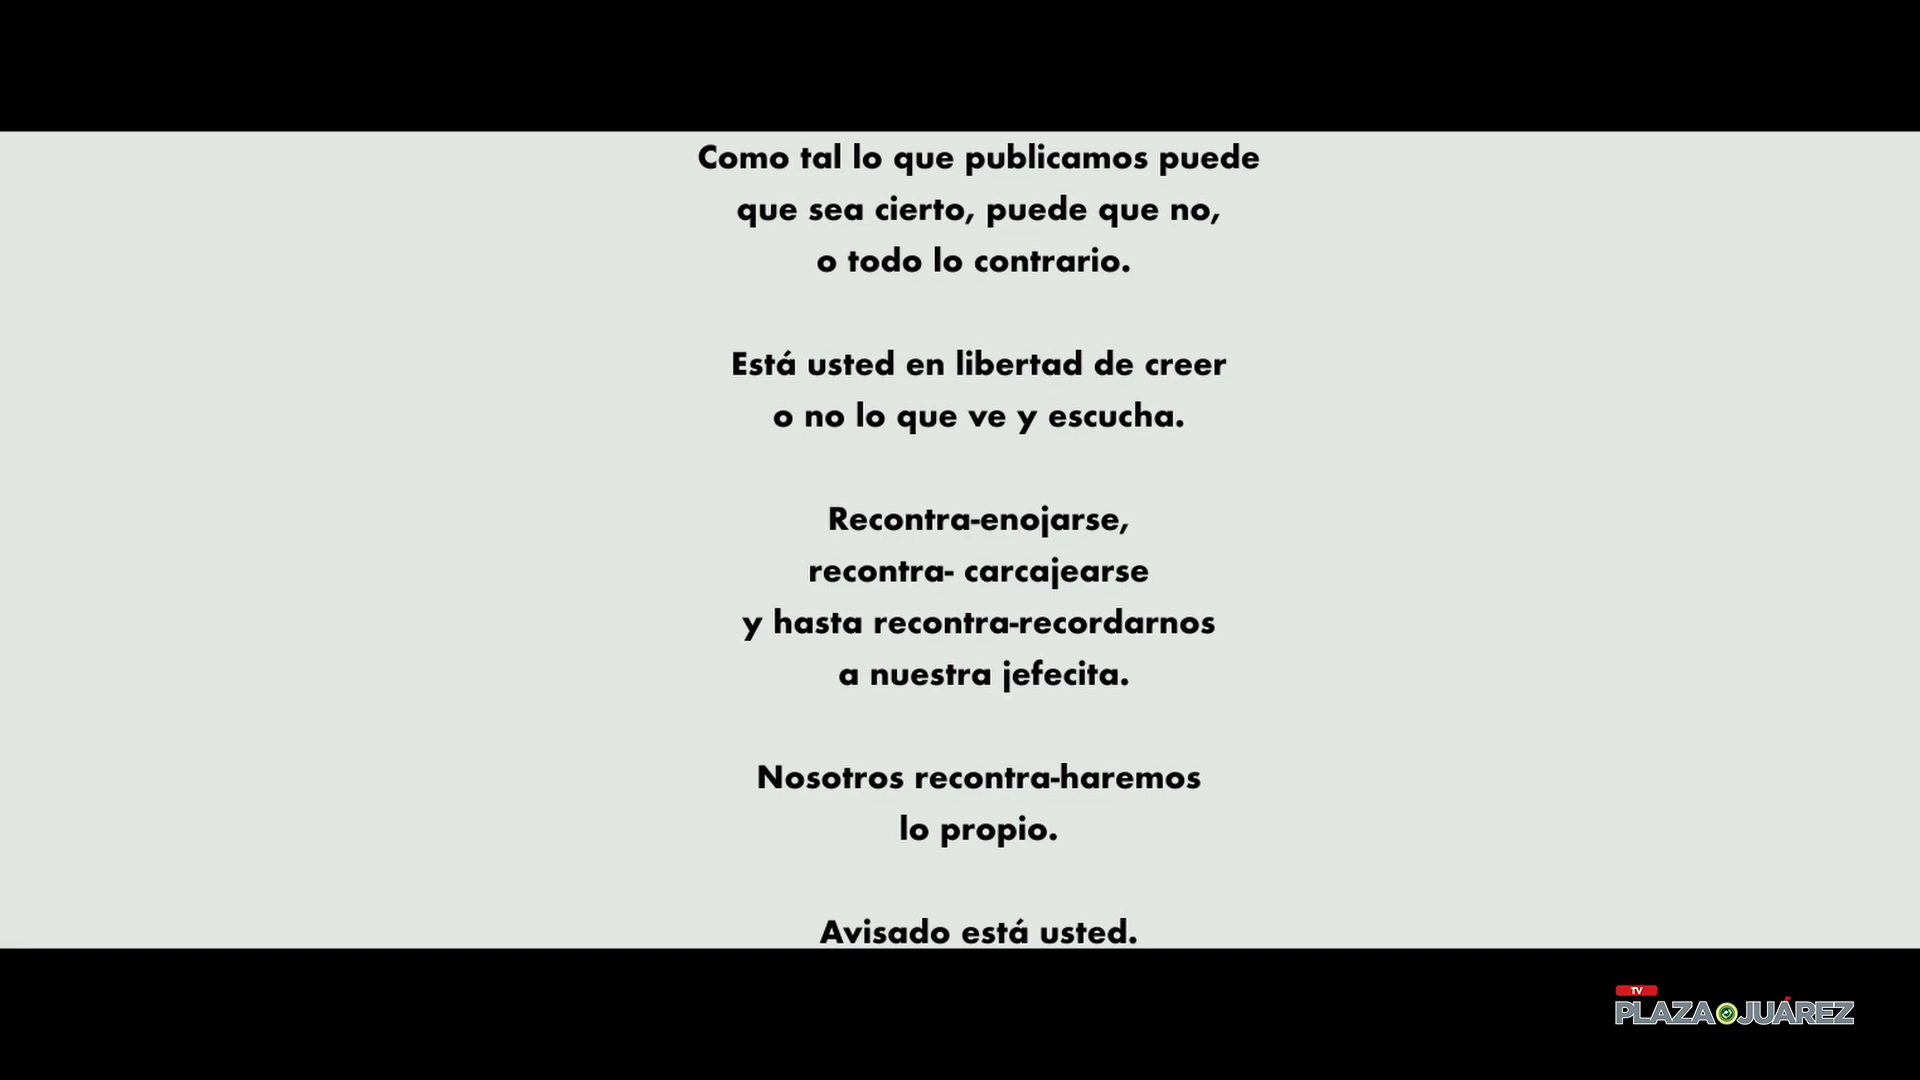 Como tal lo que publicamos puede
que sea cierto, puede que no,
o todo lo contrario.
Está usted en libertad de creer
o no lo que ve y escucha.
Recontra-enojarse,
recontra- carcajearse
y hasta recontra-recordarnos
a nuestra jefecita.
Nosotros recontra-haremos
lo propio.
Avisado está usted.
TV
PLAZA JUÁREZ